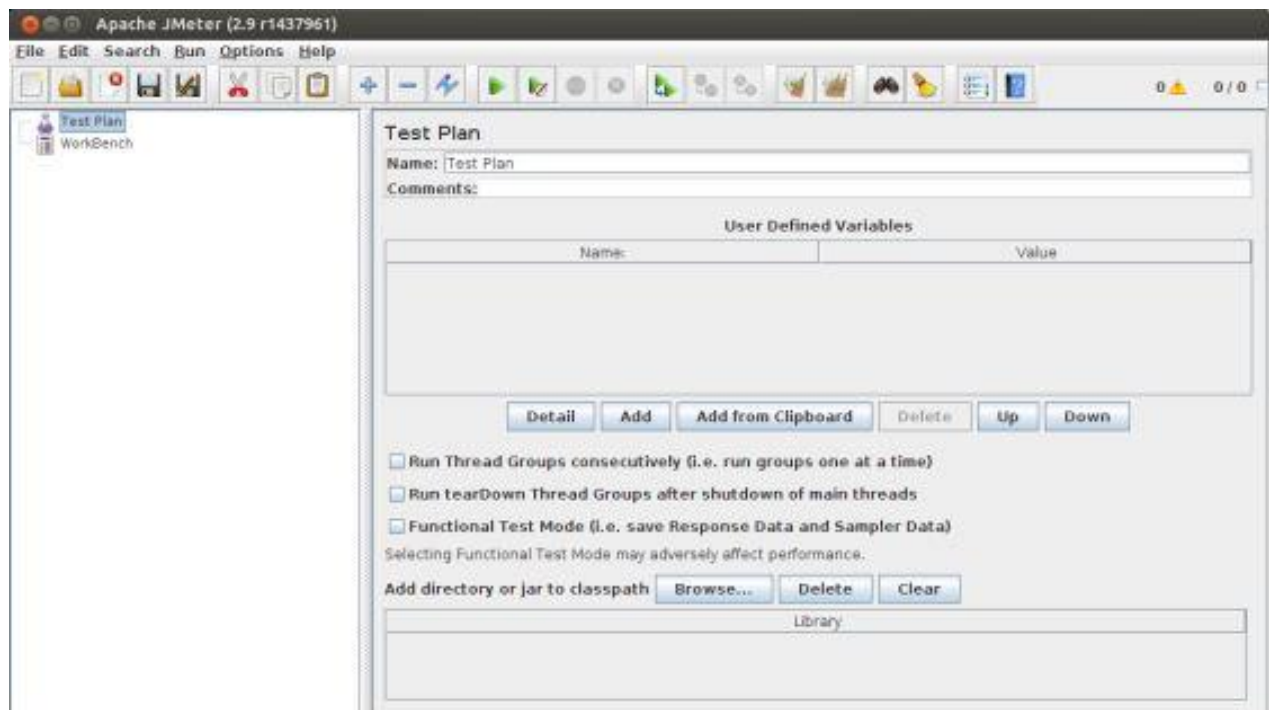 Apache JMeter (2.9 r1437961)
File Edit Search Run Options Help
0 0 / 0
Test Plan
WorkBench
Test Plan
Name: Test Plan
Comments:
User Defined Variables
Name: Value
Detail Add Add from Clipboard Delete Up Down
Run Thread Groups consecutively (i.e. run groups one at a time)
Run tearDown Thread Groups after shutdown of main threads
Functional Test Mode (i.e. save Response Data and Sampler Data)
Selecting Functional Test Mode may adversely affect performance.
Add directory or jar to classpath Browse... Delete Clear
Library